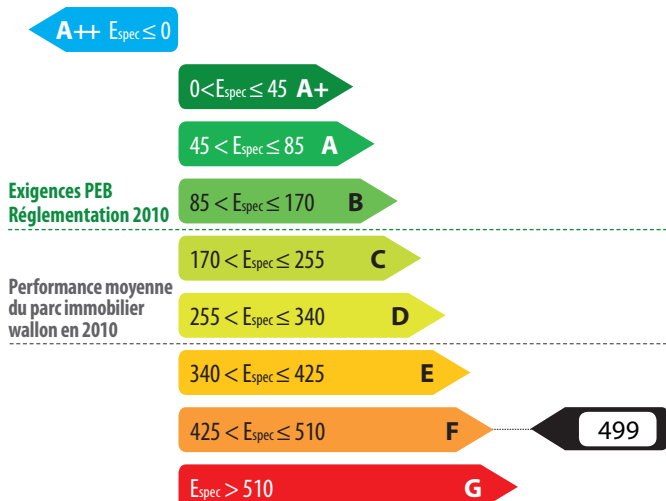 A++ Espec ≤ 0
0 < Espec ≤ 45 A+
45 < Espec ≤ 85 A
Exigences PEB
Réglementation 2010
85 < Espec ≤ 170 B
170 < Espec ≤ 255 C
Performance moyenne
du parc immobilier
wallon en 2010
255 < Espec ≤ 340 D
340 < Espec ≤ 425 E
425 < Espec ≤ 510 F 499
Espec > 510 G